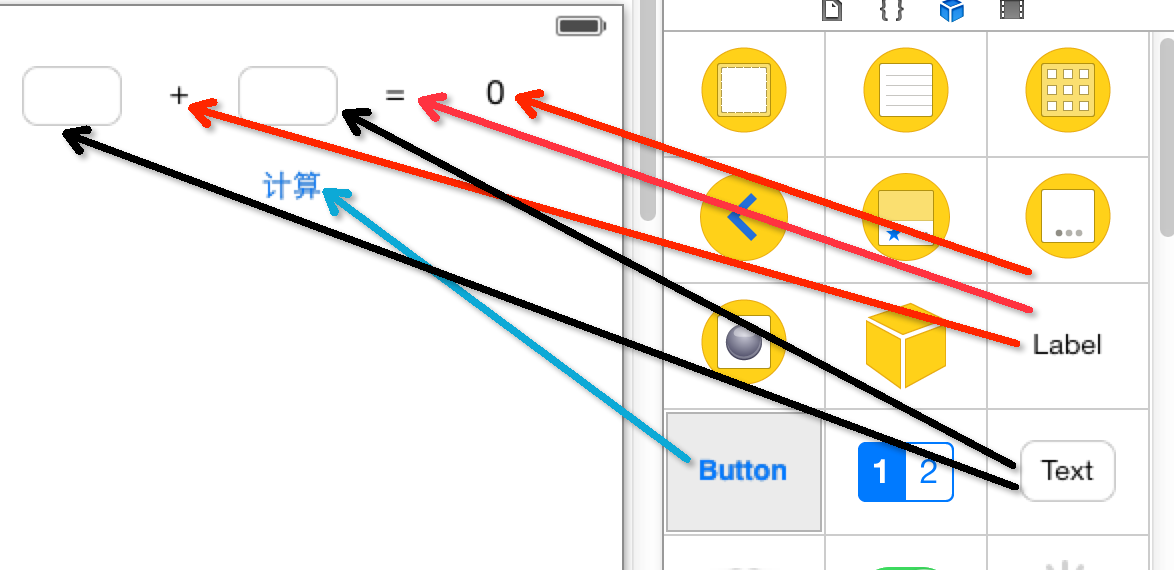 { }
+ = 0
计算
Label
Button 1 2 Text